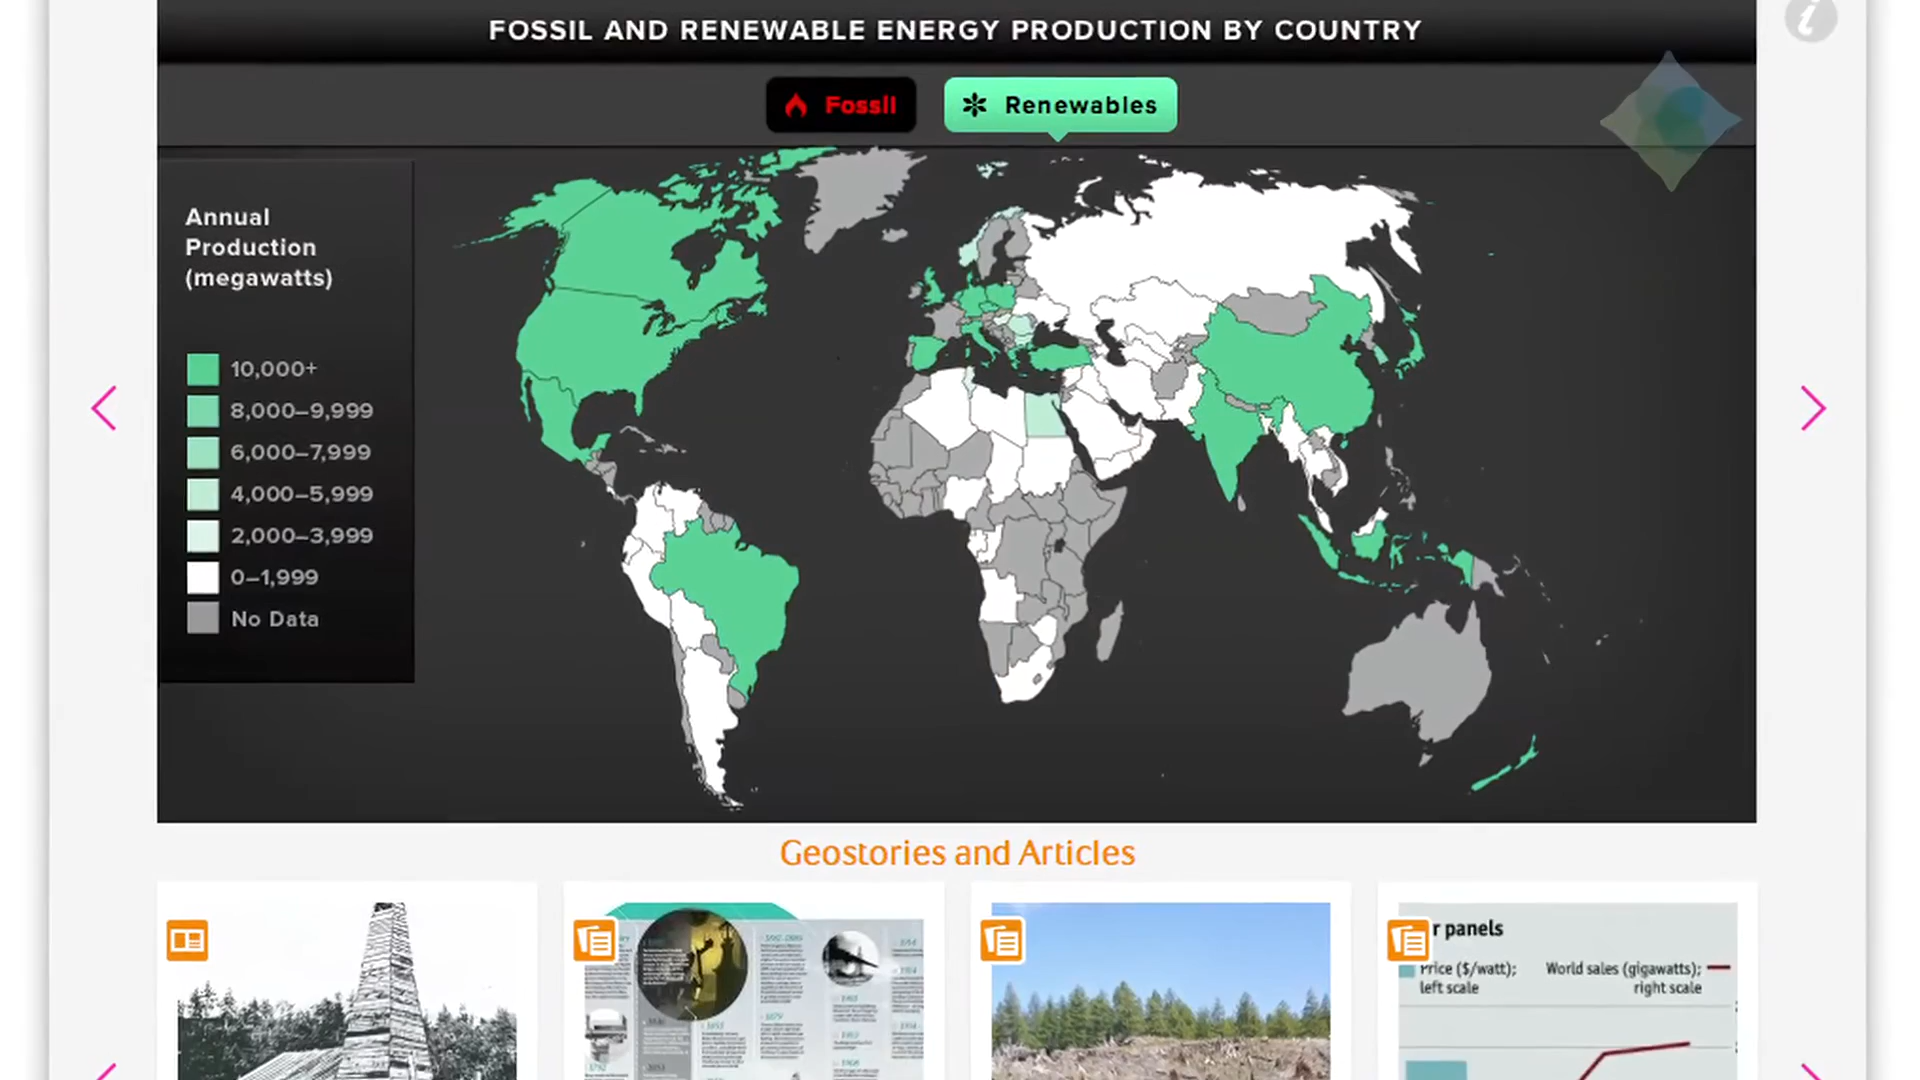 FOSSIL AND RENEWABLE ENERGY PRODUCTION BY COUNTRY
Fossil
Renewables
Annual
Production
(megawatts)
10,000+
8,000–9,999
6,000–7,999
4,000–5,999
2,000–3,999
0–1,999
No Data
Geostories and Articles
r panels
Price ($/watt);
left scale
World sales (gigawatts);
right scale